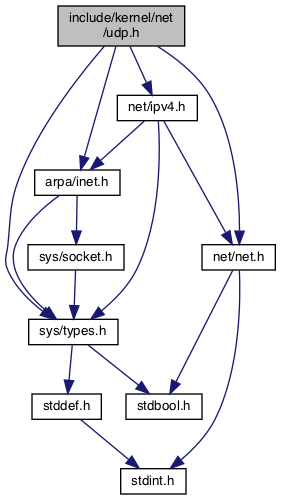 include/kernel/net
/udp.h
net/ipv4.h
arpa/inet.h
sys/socket.h
net/net.h
sys/types.h
stddef.h
stdbool.h
stdint.h